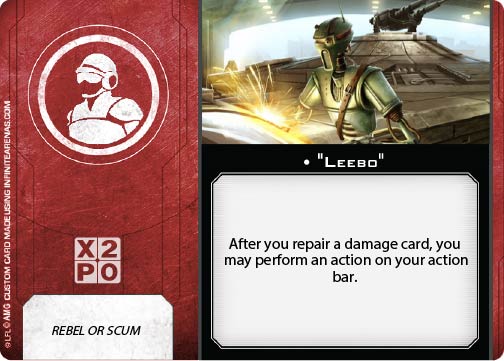 • "Leebo"
After you repair a damage card, you
may perform an action on your action
bar.
X2
PO
REBEL OR SCUM
©LFL © AMG CUSTOM CARD MADE USING INFINITEARENAS.COM